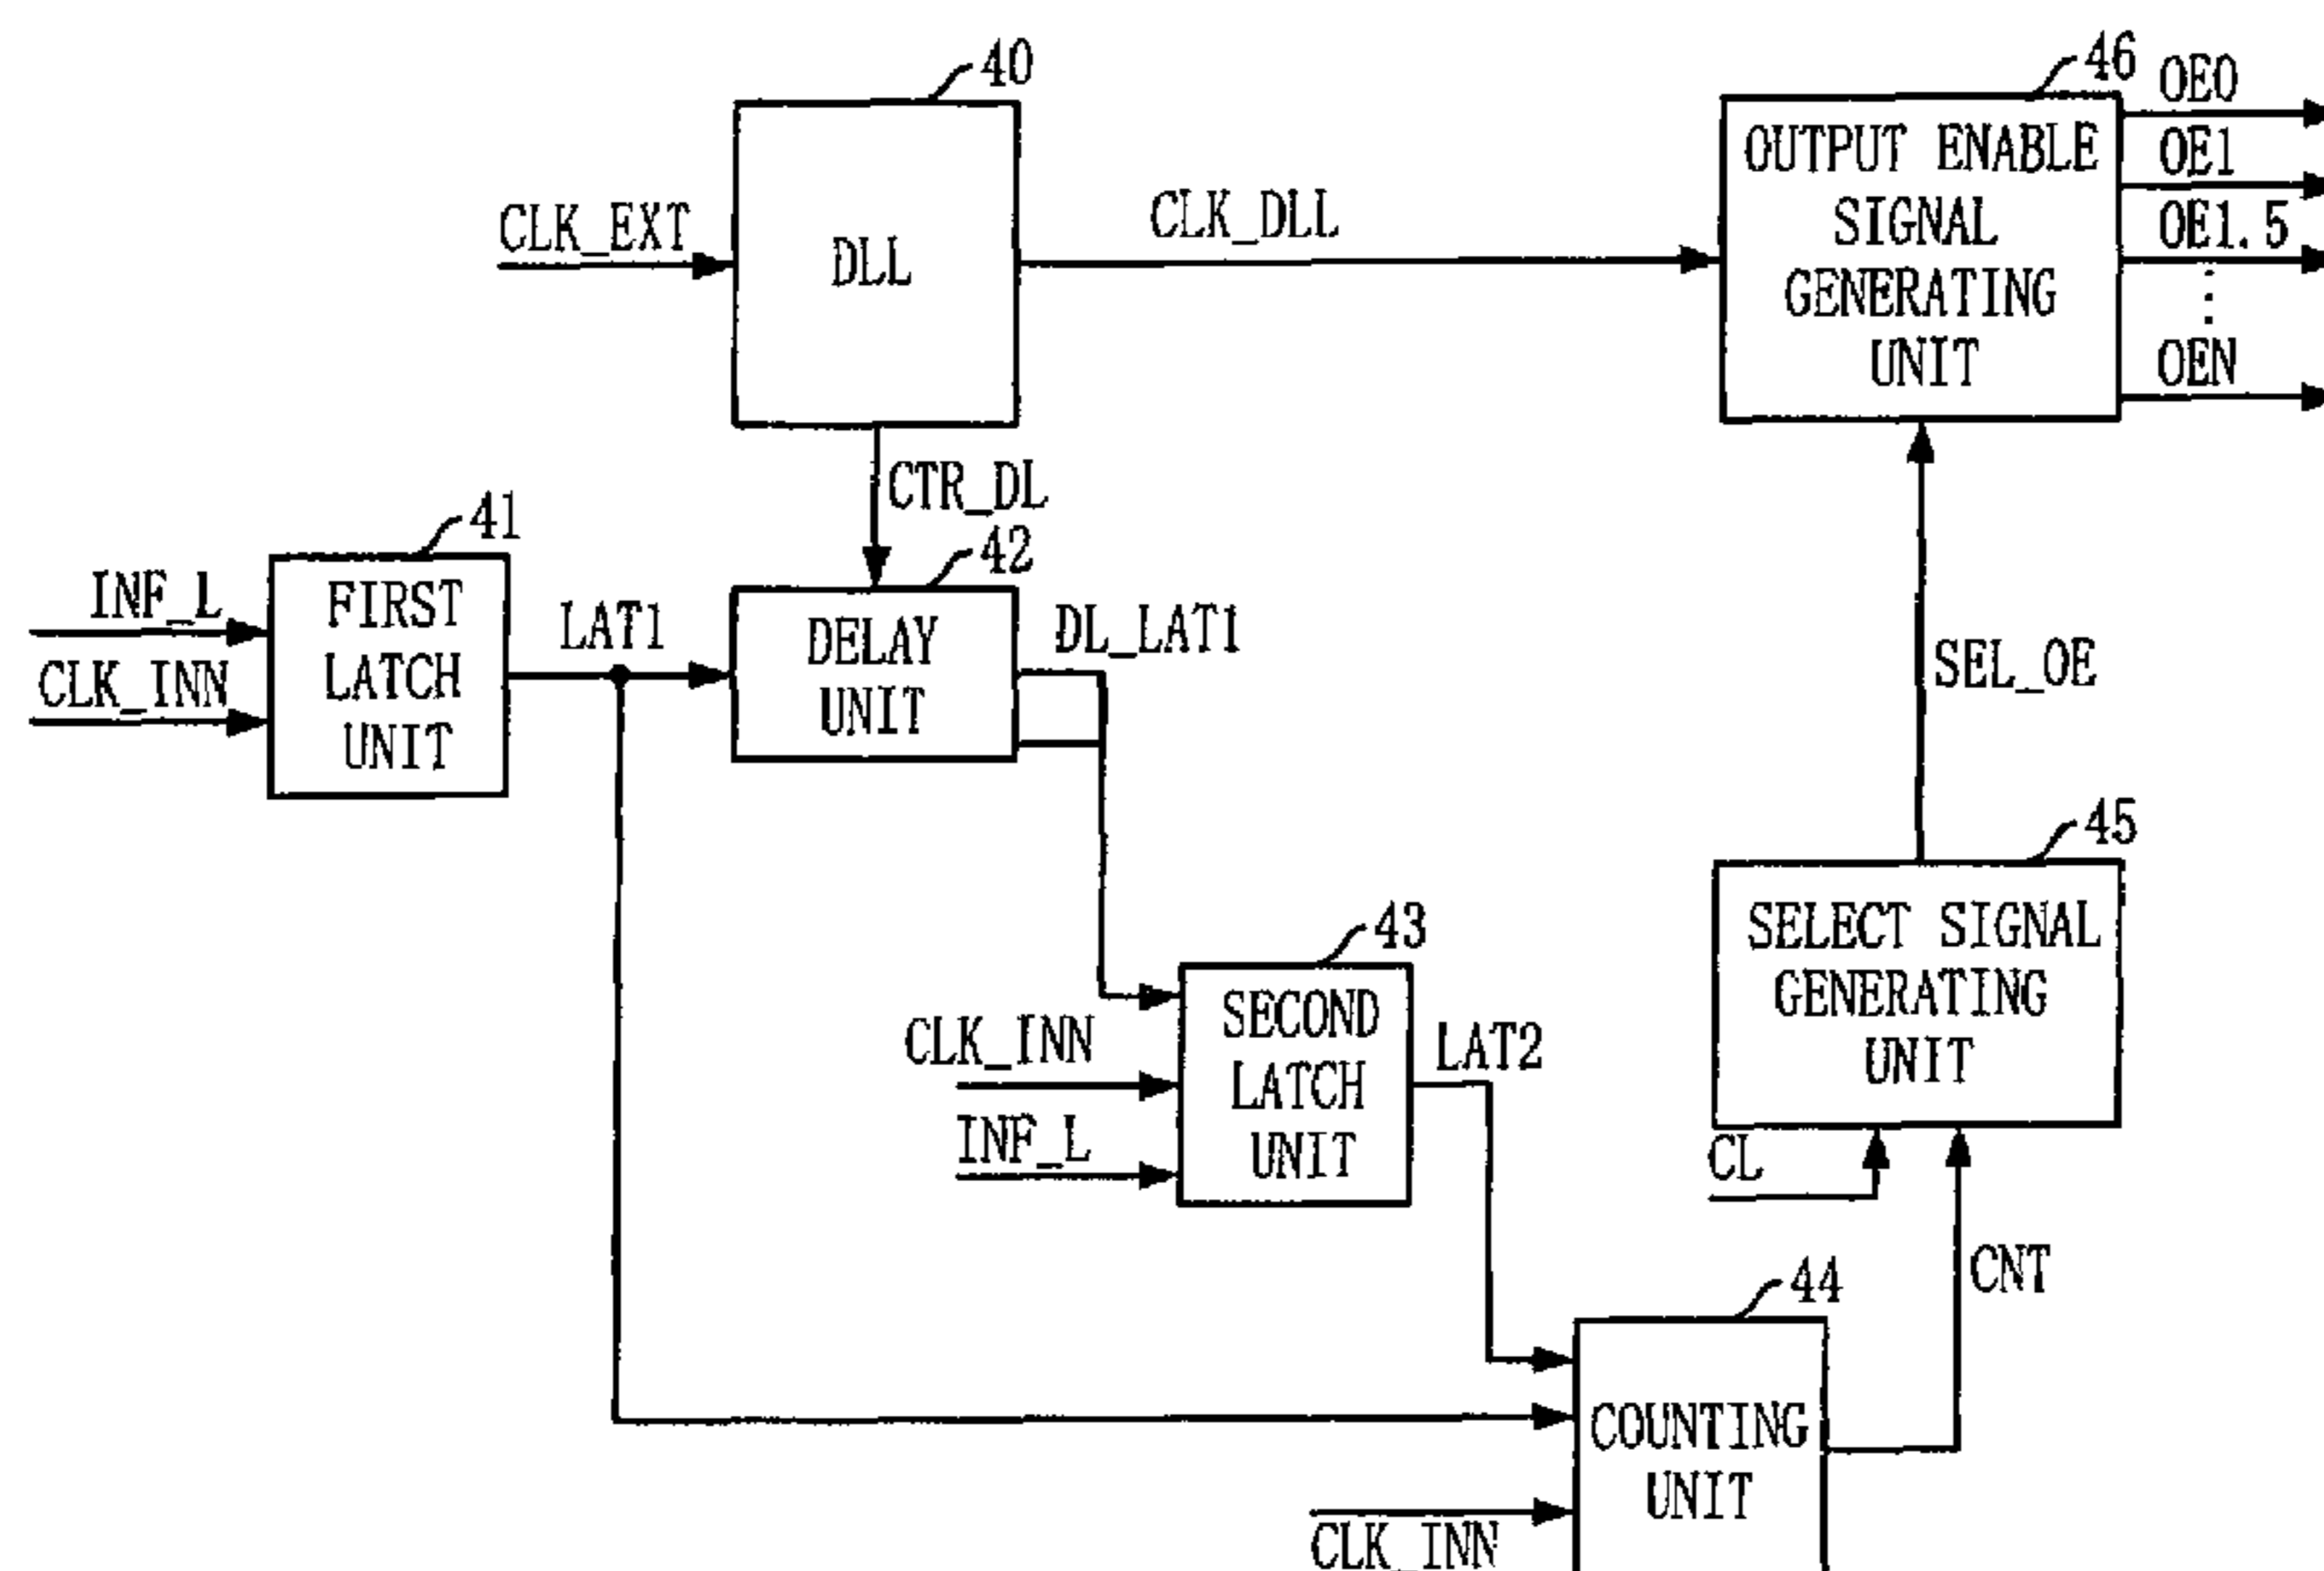 40
46
OE0
OUTPUT ENABLE
SIGNAL
GENERATING
UNIT
OE1
OE1.5
OEN
CLK_EXT
DLL
CLK_DLL
CTR_DL
41
42
INF_L
CLK_INN
FIRST
LATCH
UNIT
LAT1
DELAY
UNIT
DL_LAT1
SEL_OE
45
43
SELECT SIGNAL
GENERATING
UNIT
SECOND
LATCH
UNIT
CLK_INN
INF_L
LAT2
CL
CNT
44
COUNTING
UNIT
CLK_INN